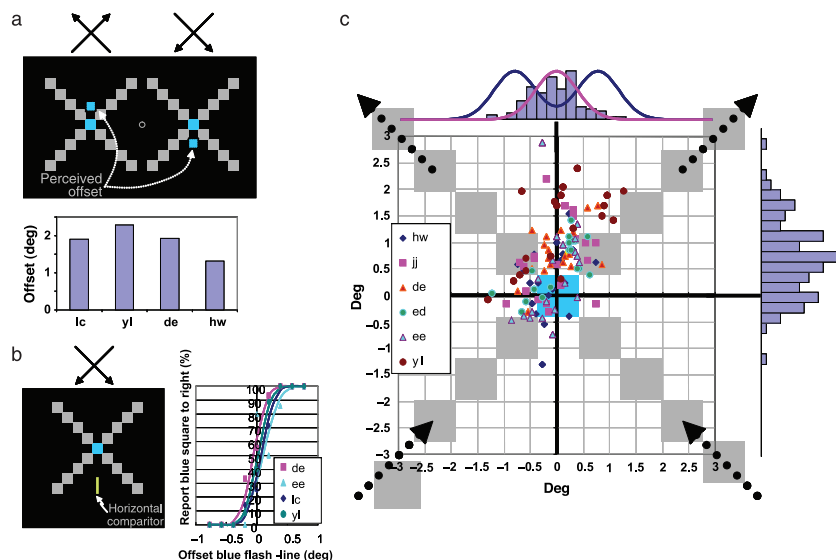 a
Perceived
offset
Offset (deg)
2
1
0
lc yl de hw
b
Horizontal
comparitor
Report blue square to right (%)
100
90
80
70
60
50
40
30
20
10
0
de
ee
lc
yl
−1 −0.5 0 0.5 1
Offset blue flash -line (deg)
c
Deg
3
2.5
2
1.5
1
0.5
0
−0.5
−1
−1.5
−2
−2.5
−3
hw
jj
de
ed
ee
yl
−3 −2.5 −2 −1.5 −1 −0.5 0 0.5 1 1.5 2 2.5 3
Deg